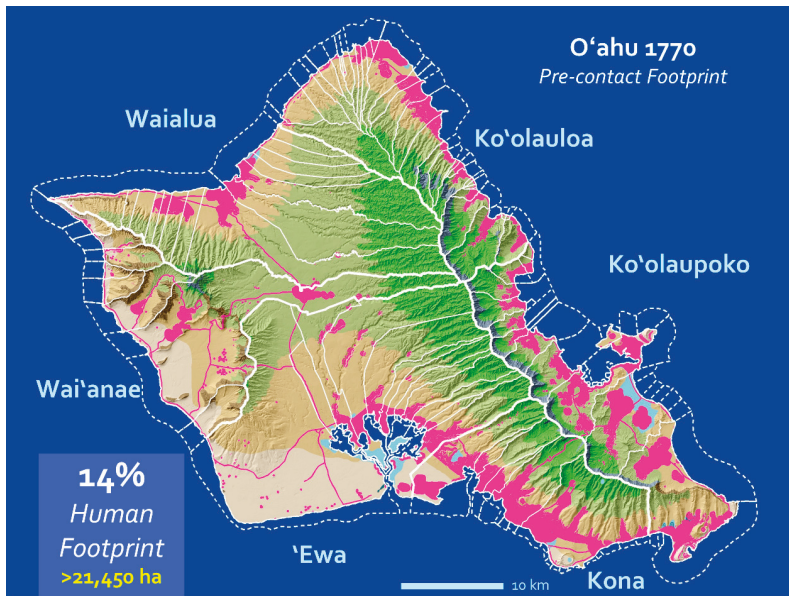 Oʻahu 1770
Pre-contact Footprint
Waialua
Koʻolauloa
Koʻolaupoko
Waiʻanae
14%
Human
Footprint
>21,450 ha
ʻEwa
10 km
Kona